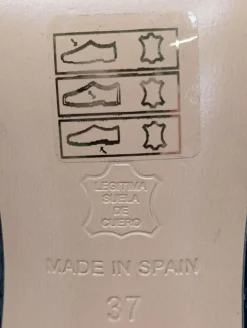 LEGITIMA
SUELA
DE
CUERO
MADE IN SPAIN
37